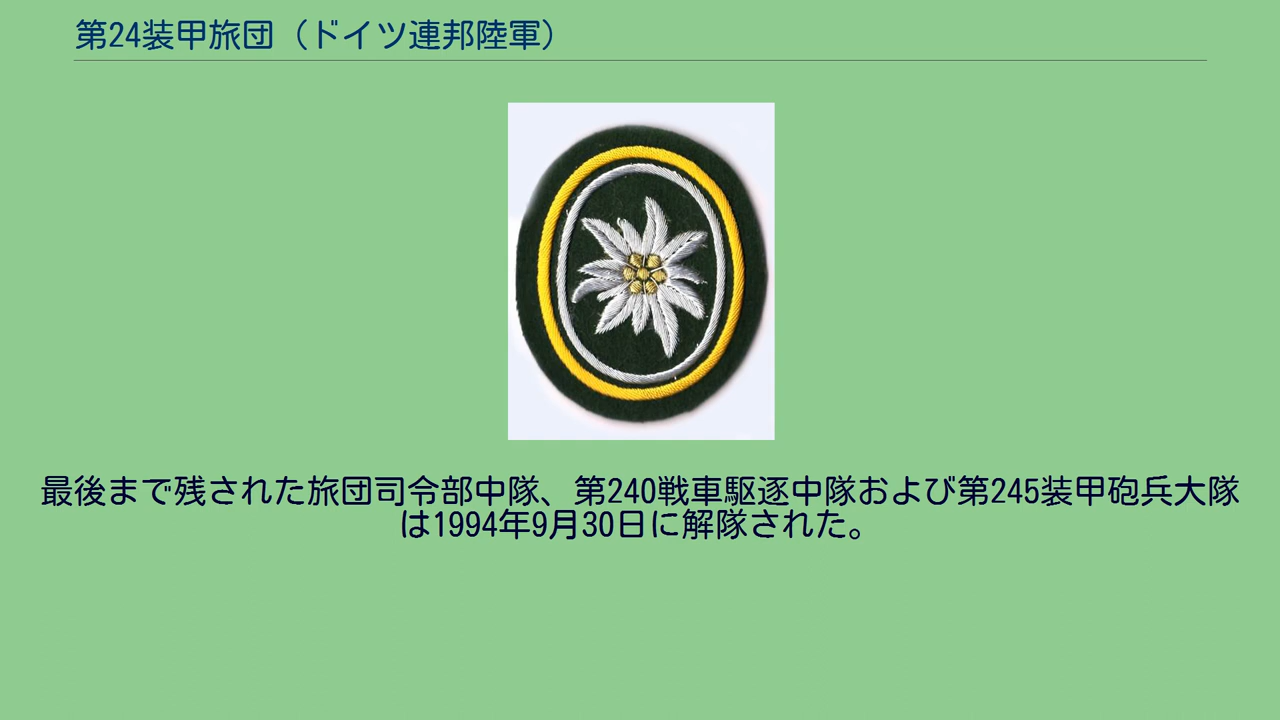 第24装甲旅団（ドイツ連邦陸軍）
最後まで残された旅団司令部中隊、第240戦車駆逐中隊および第245装甲砲兵大隊
は1994年9月30日に解隊された。